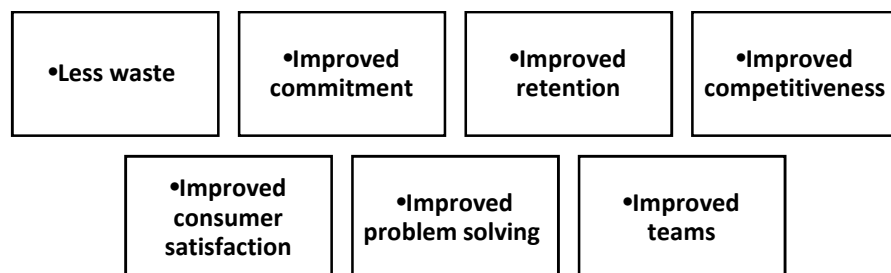 •Less waste
•Improved
commitment
•Improved
retention
•Improved
competitiveness
•Improved
consumer
satisfaction
•Improved
problem solving
•Improved
teams